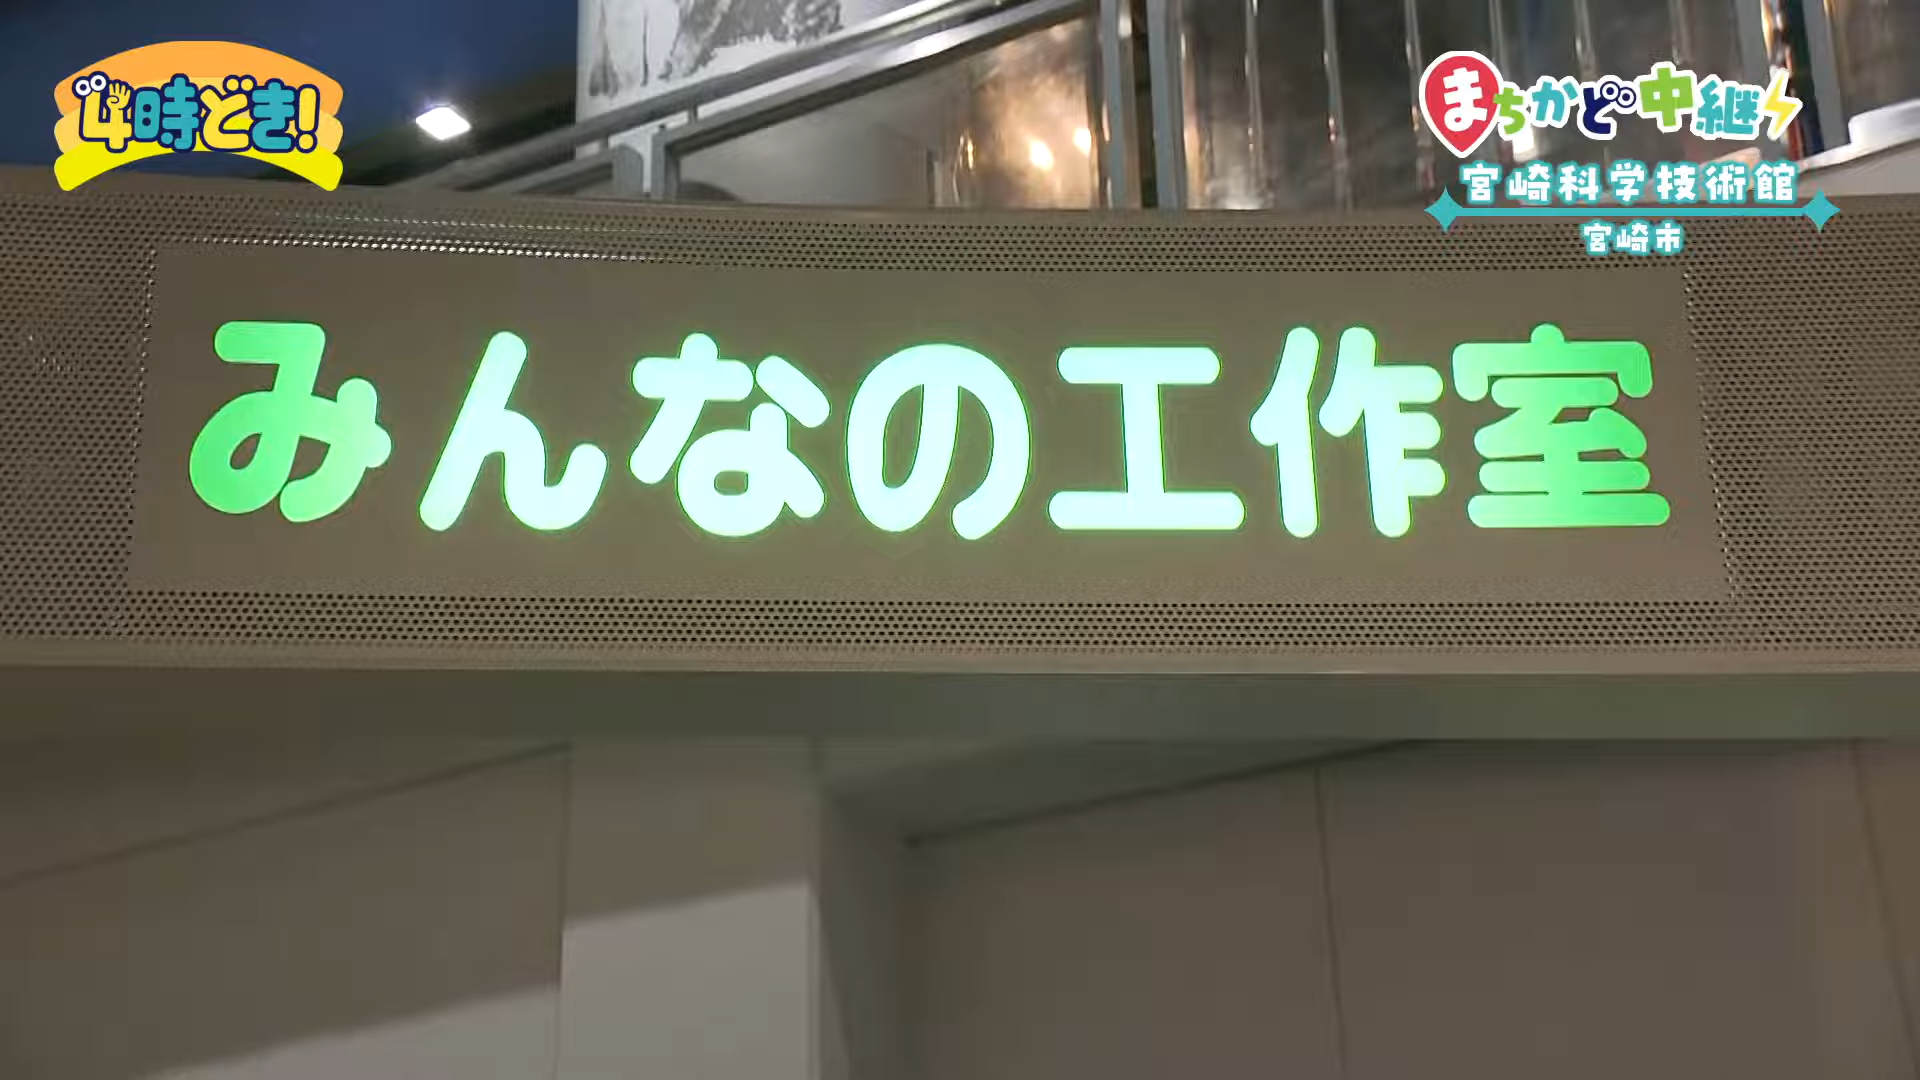 4時どき!
まちかど中継
宮崎科学技術館
宮崎市
みんなの工作室